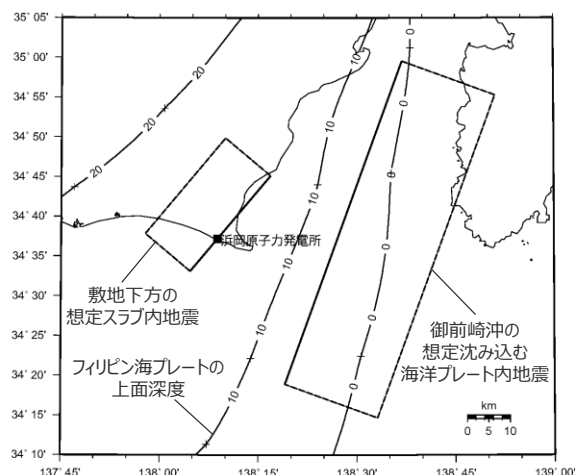 35° 05'
35° 00'
34° 55'
34° 50'
34° 45'
34° 40'
34° 35'
34° 30'
34° 25'
34° 20'
34° 15'
34° 10'
20
20
20
10
10
10
10
10
0
0
0
0
0
0
浜岡原子力発電所
敷地下方の
想定スラブ内地震
フィリピン海プレートの
上面深度
御前崎沖の
想定沈み込む
海洋プレート内地震
km
0 5 10
137° 45' 138° 00' 138° 15' 138° 30' 138° 45' 139° 00'